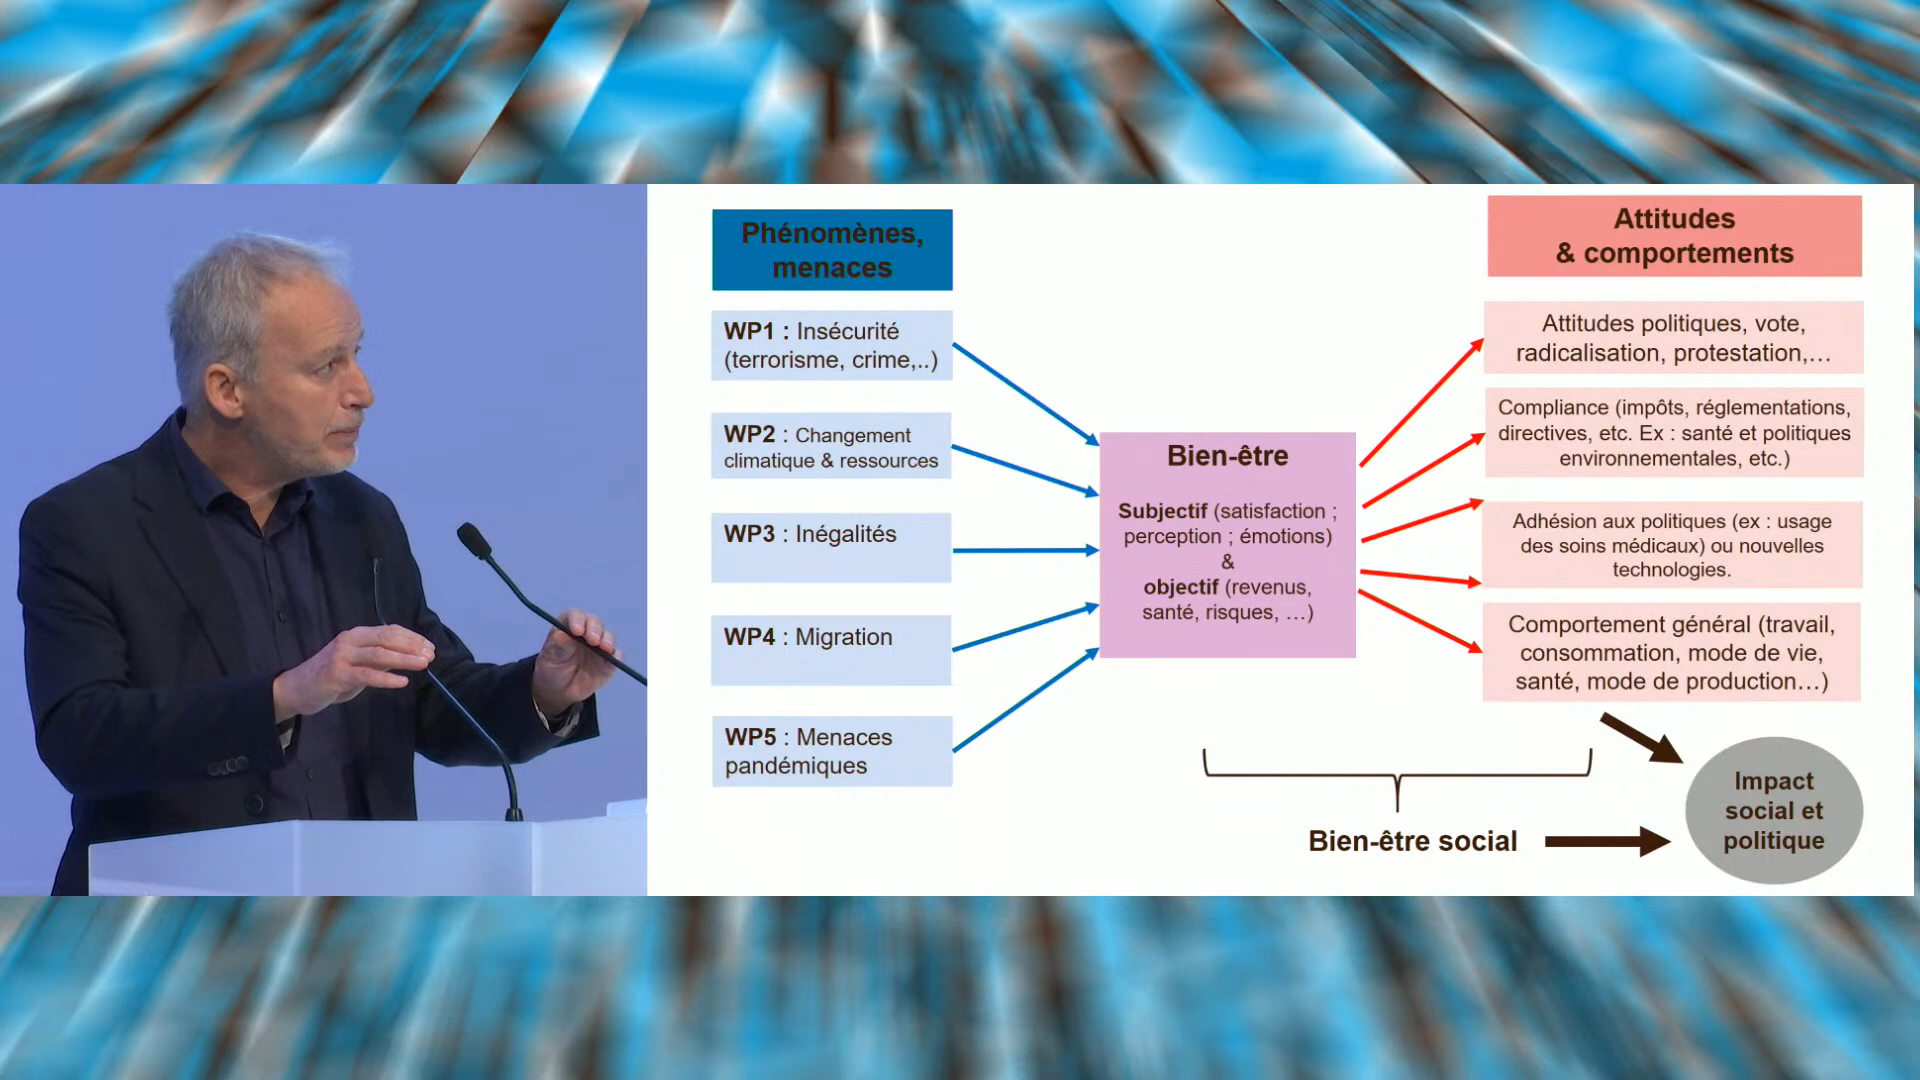 Phénomènes,
menaces
WP1 : Insécurité
(terrorisme, crime,..)
WP2 : Changement
climatique & ressources
WP3 : Inégalités
WP4 : Migration
WP5 : Menaces
pandémiques
Bien-être
Subjectif (satisfaction ;
perception ; émotions)
&
objectif (revenus,
santé, risques, …)
Attitudes
& comportements
Attitudes politiques, vote,
radicalisation, protestation,…
Compliance (impôts, réglementations,
directives, etc. Ex : santé et politiques
environnementales, etc.)
Adhésion aux politiques (ex : usage
des soins médicaux) ou nouvelles
technologies.
Comportement général (travail,
consommation, mode de vie,
santé, mode de production…)
Bien-être social
Impact
social et
politique